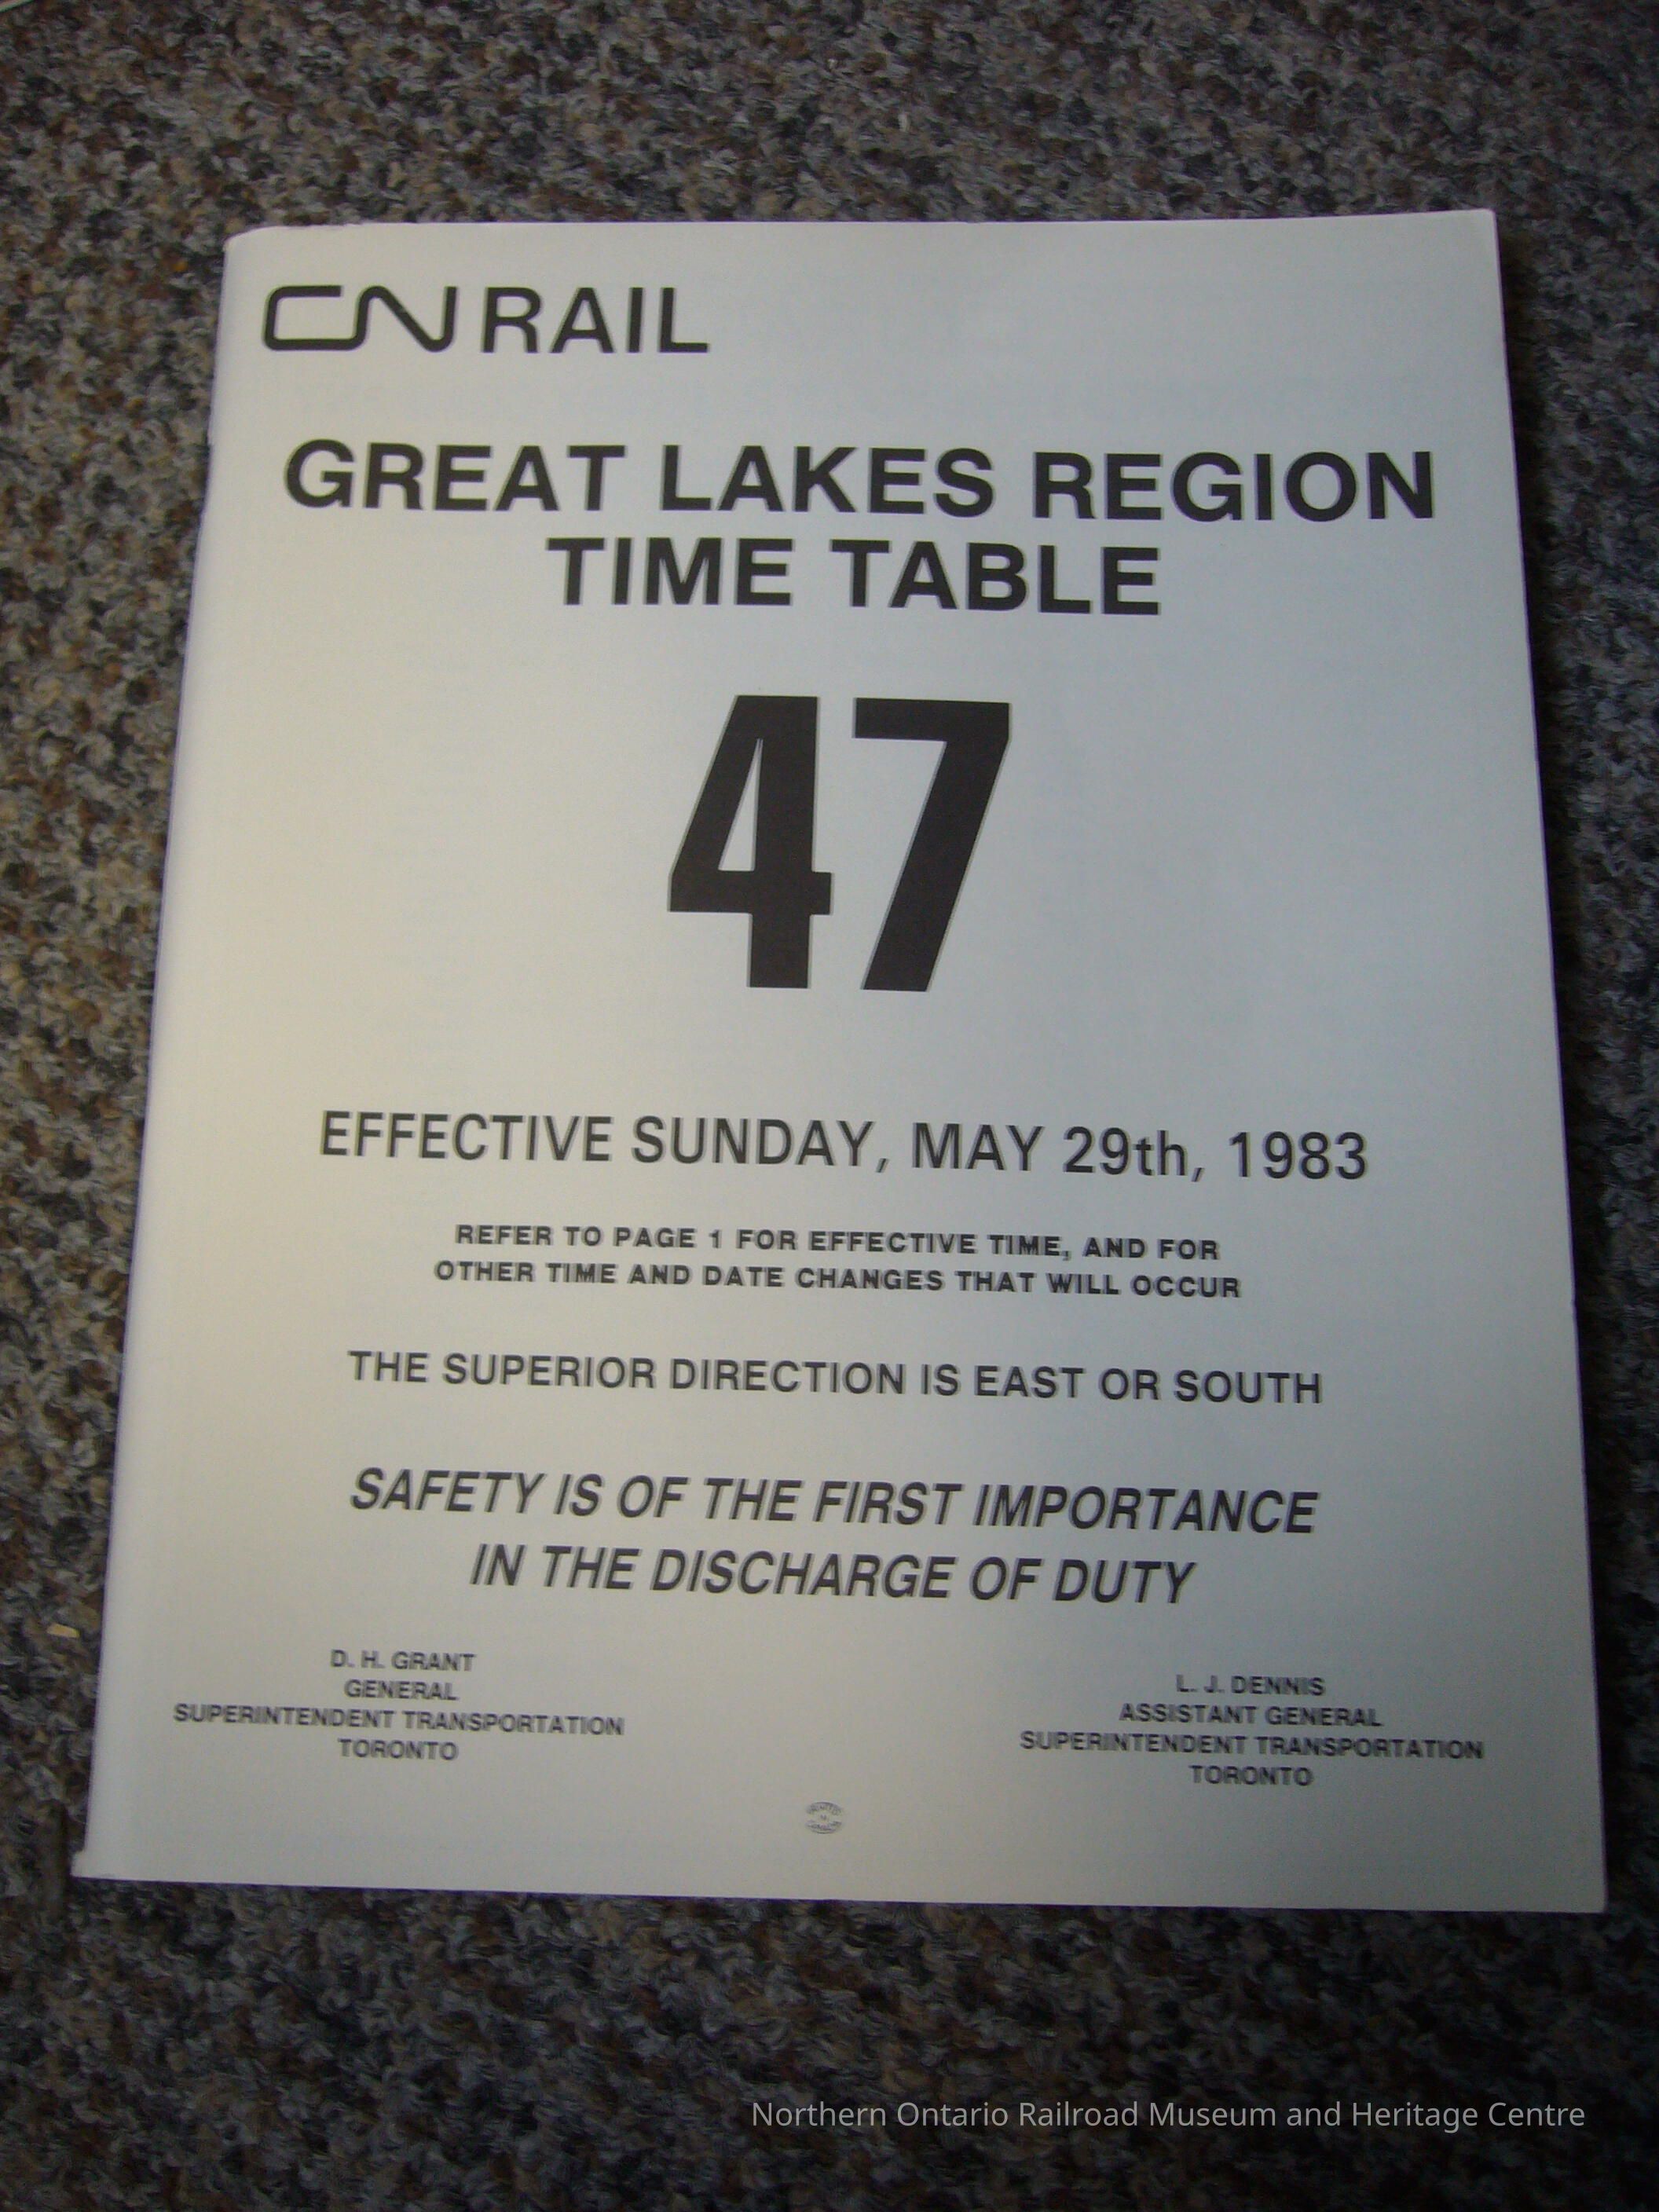 CN RAIL
GREAT LAKES REGION
TIME TABLE
47
EFFECTIVE SUNDAY, MAY 29th, 1983
REFER TO PAGE 1 FOR EFFECTIVE TIME, AND FOR
OTHER TIME AND DATE CHANGES THAT WILL OCCUR
THE SUPERIOR DIRECTION IS EAST OR SOUTH
SAFETY IS OF THE FIRST IMPORTANCE
IN THE DISCHARGE OF DUTY
D. H. GRANT
GENERAL
SUPERINTENDENT TRANSPORTATION
TORONTO
L. J. DENNIS
ASSISTANT GENERAL
SUPERINTENDENT TRANSPORTATION
TORONTO
Northern Ontario Railroad Museum and Heritage Centre